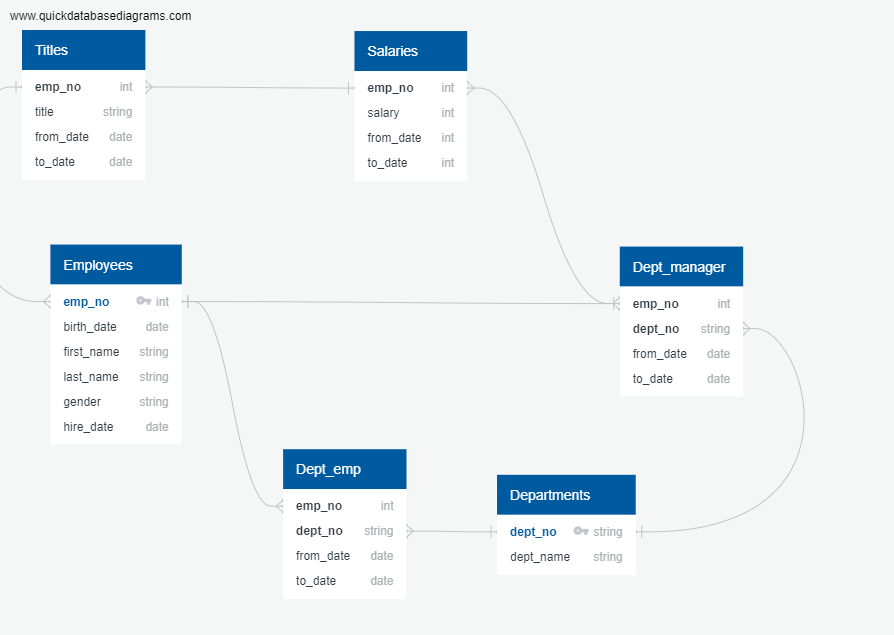 www.quickdatabasediagrams.com
Titles
emp_no int
title string
from_date date
to_date date
Salaries
emp_no int
salary int
from_date int
to_date int
Employees
emp_no int
birth_date date
first_name string
last_name string
gender string
hire_date date
Dept_manager
emp_no int
dept_no string
from_date date
to_date date
Dept_emp
emp_no int
dept_no string
from_date date
to_date date
Departments
dept_no string
dept_name string